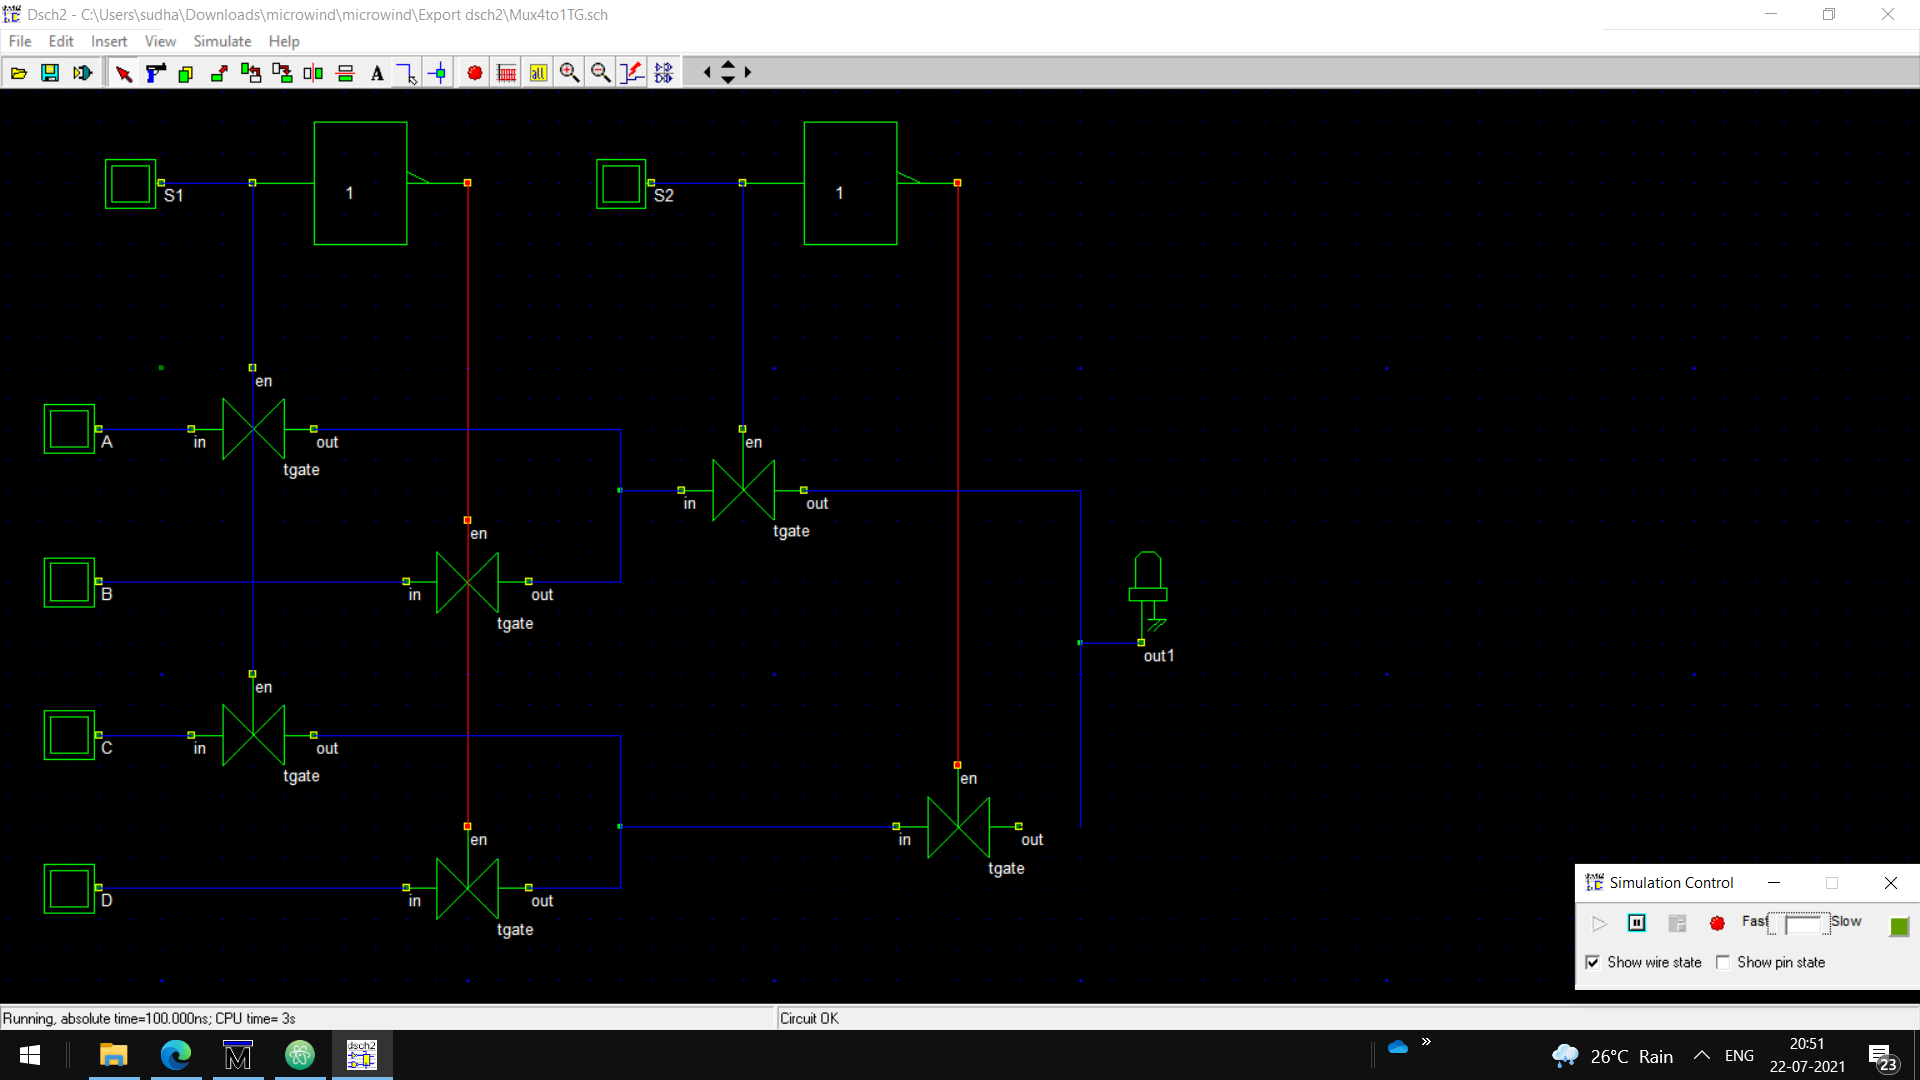 Dsch2 - C:\Users\sudha\Downloads\microwind\microwind\Export dsch2\Mux4to1TG.sch
File Edit Insert View Simulate Help
A all
S1 1 S2 1
en
A in out en
tgate in out
en tgate
B in out
tgate out1
en
C in out
tgate en
en in out
D in out tgate
tgate
Simulation Control
Fast Slow
Show wire state Show pin state
Running, absolute time=100.000ns; CPU time= 3s Circuit OK
dsch2 » 26°C Rain ENG 20:51
22-07-2021 23